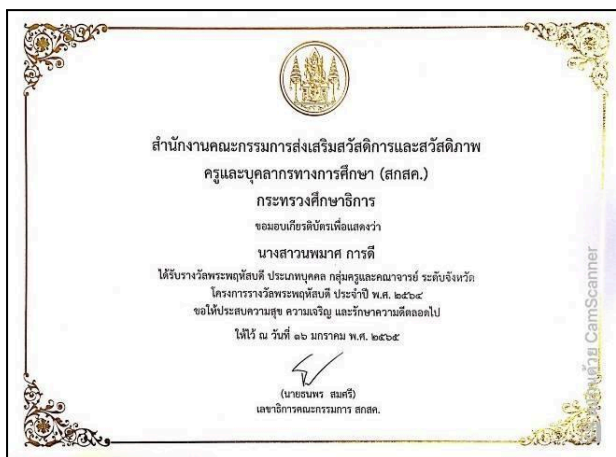 สำนักงานคณะกรรมการส่งเสริมสวัสดิการและสวัสดิภาพ
ครูและบุคลากรทางการศึกษา (สกสค.)
กระทรวงศึกษาธิการ
ขอมอบเกียรติบัตรเพื่อแสดงว่า
นางสาวนพมาศ การดี
ได้รับรางวัลพระพฤหัสบดี ประเภทบุคคล กลุ่มครูและคณาจารย์ ระดับจังหวัด
โครงการรางวัลพระพฤหัสบดี ประจำปี พ.ศ. ๒๕๖๔
ขอให้ประสบความสุข ความเจริญ และรักษาความดีตลอดไป
ให้ไว้ ณ วันที่ ๑๖ มกราคม พ.ศ. ๒๕๖๕
(นายธนพร สมศรี)
เลขาธิการคณะกรรมการ สกสค.
สแกนด้วย CamScanner